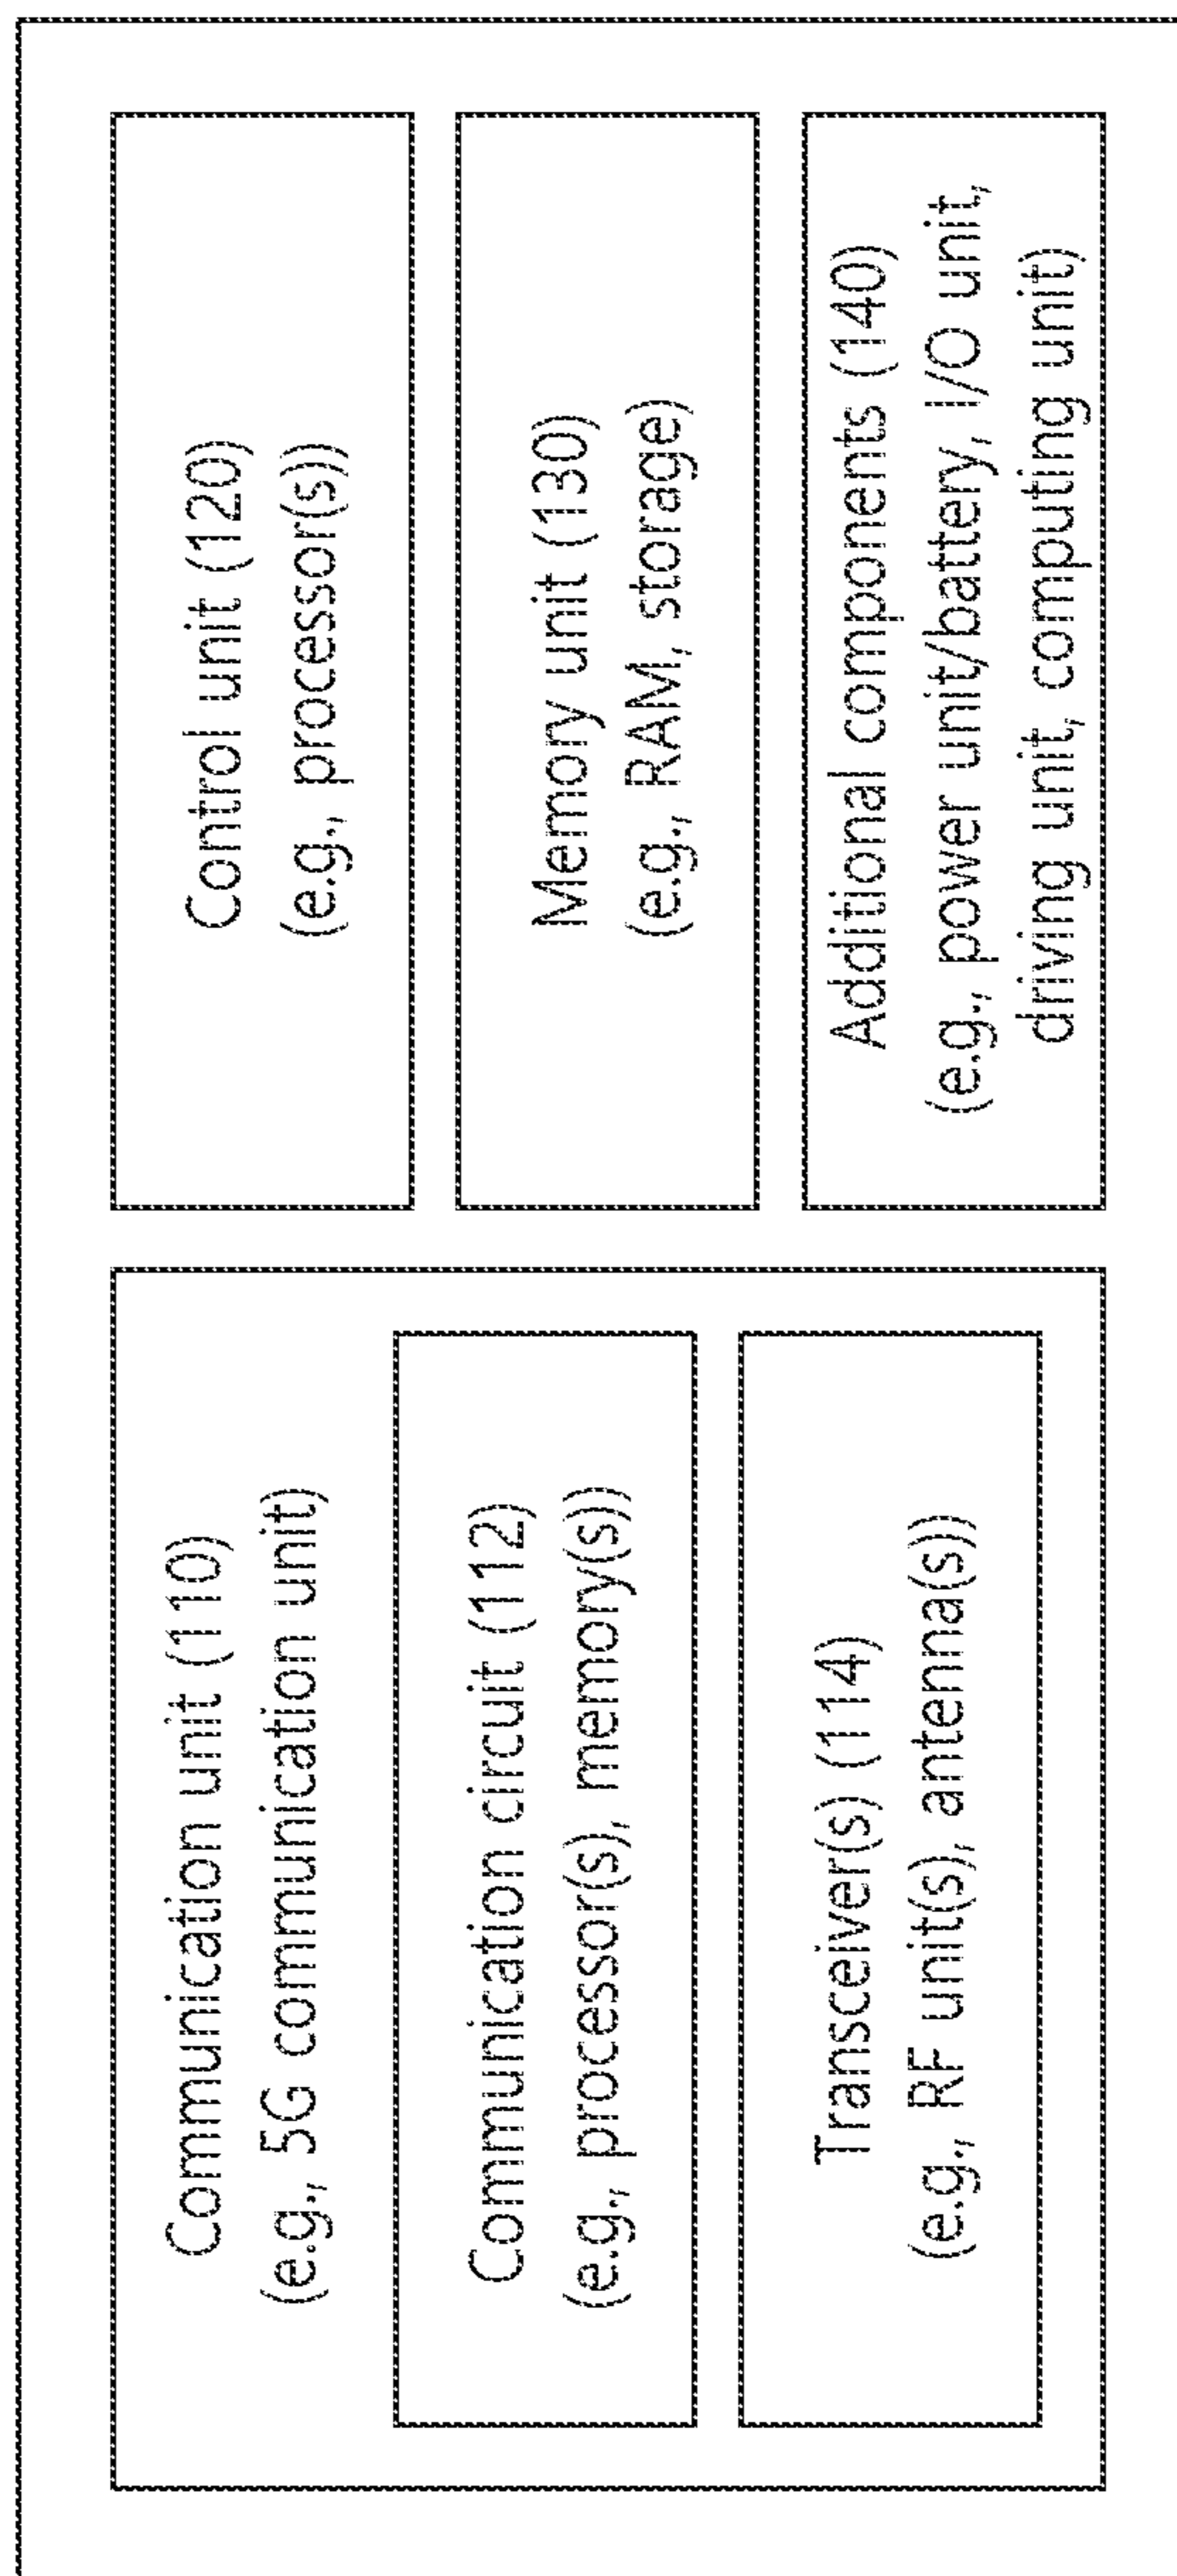 Communication unit (110)
(e.g., 5G communication unit)
Communication circuit (112)
(e.g., processor(s), memory(s))
Transceiver(s) (114)
(e.g., RF unit(s), antenna(s))
Control unit (120)
(e.g., processor(s))
Memory unit (130)
(e.g., RAM, storage)
Additional components (140)
(e.g., power unit/battery, I/O unit,
driving unit, computing unit)